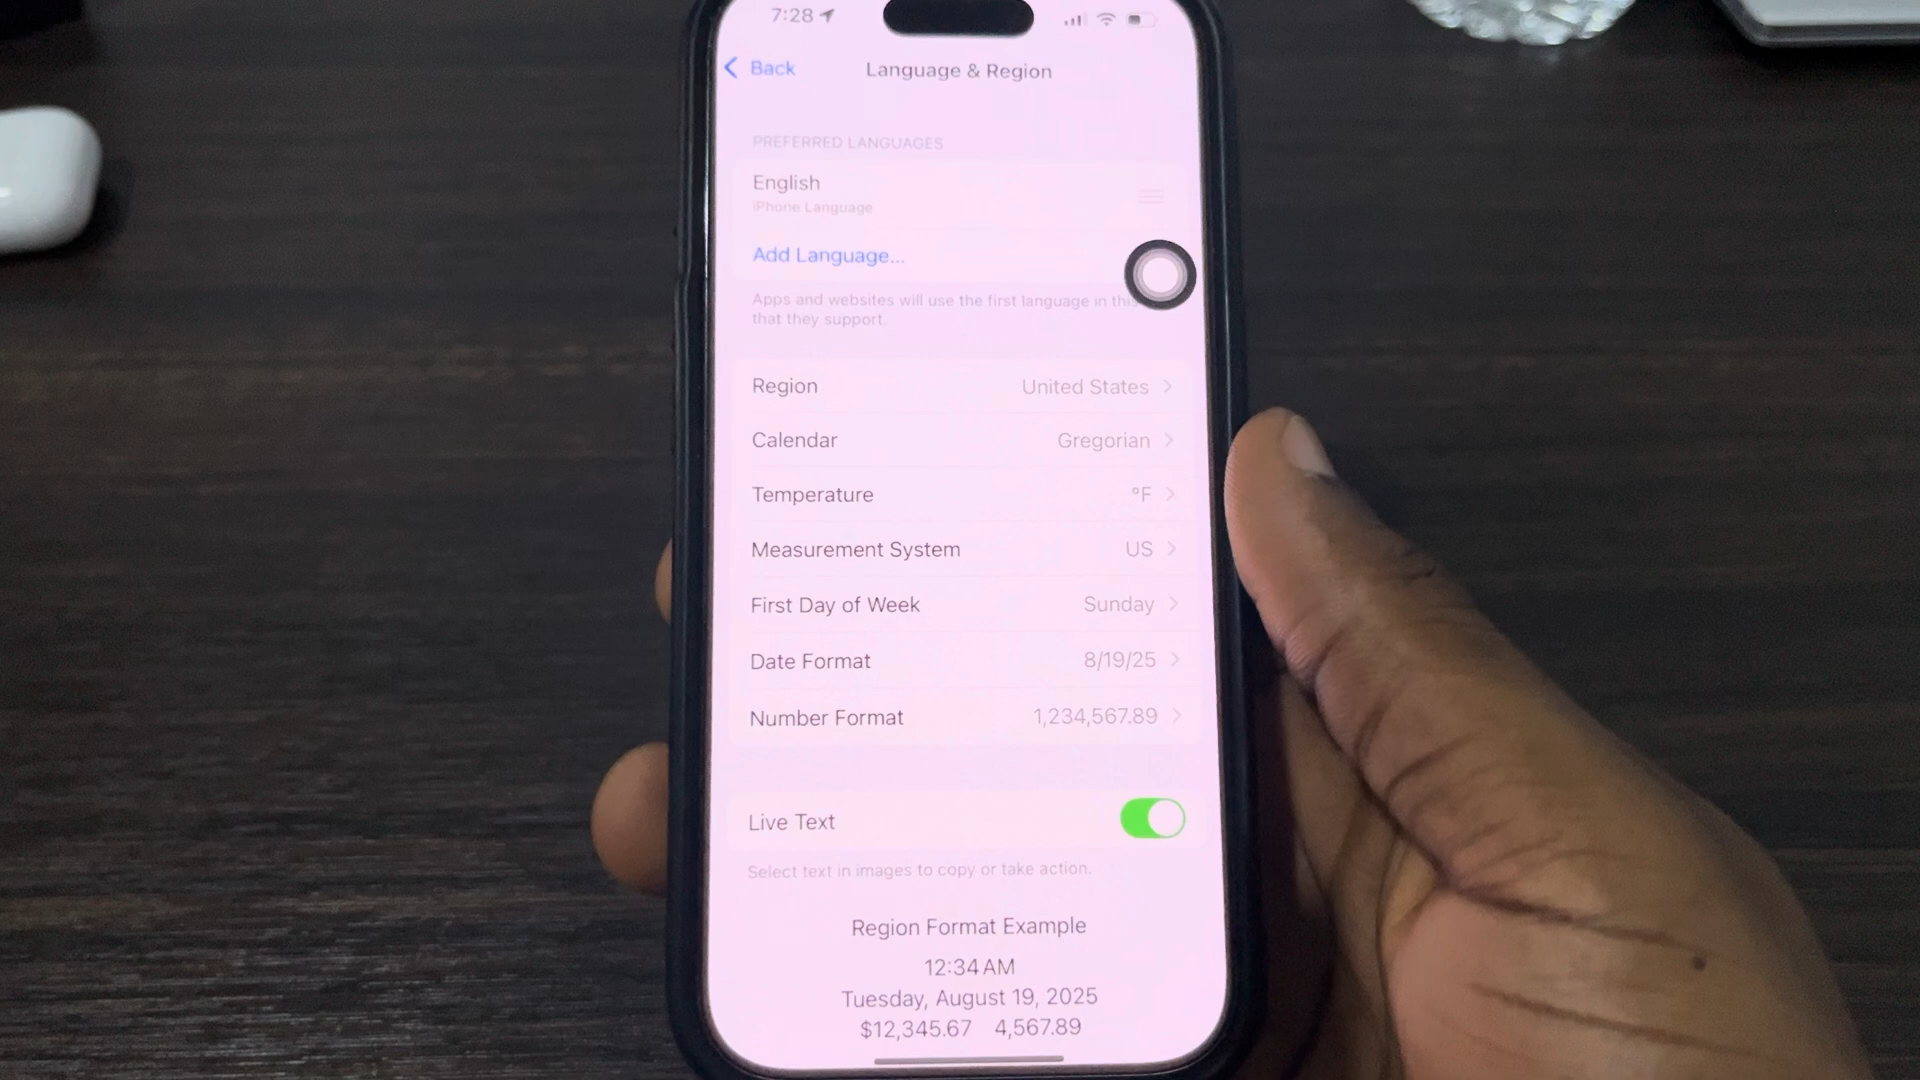 7:28
Back
Language & Region
PREFERRED LANGUAGES
English
iPhone Language
Add Language...
Apps and websites will use the first language in this
that they support.
Region United States
Calendar Gregorian
Temperature °F
Measurement System US
First Day of Week Sunday
Date Format 8/19/25
Number Format 1,234,567.89
Live Text
Select text in images to copy or take action.
Region Format Example
12:34 AM
Tuesday, August 19, 2025
$12,345.67 4,567.89